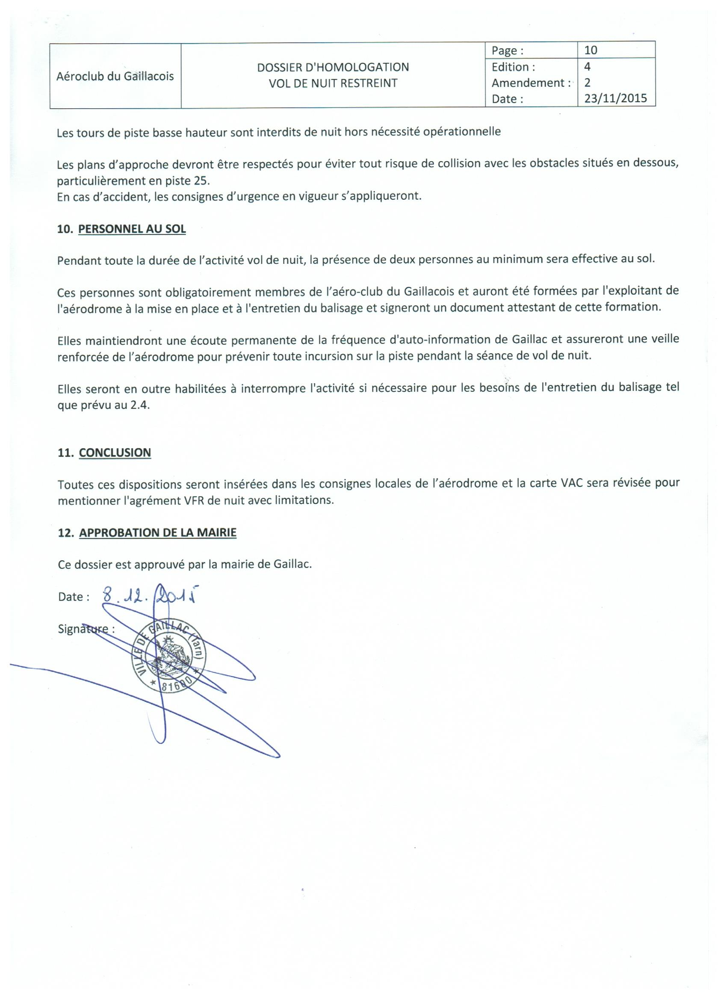 Aéroclub du Gaillacois
DOSSIER D'HOMOLOGATION
VOL DE NUIT RESTREINT
Page : 10
Edition : 4
Amendement : 2
Date : 23/11/2015
Les tours de piste basse hauteur sont interdits de nuit hors nécessité opérationnelle
Les plans d’approche devront être respectés pour éviter tout risque de collision avec les obstacles situés en dessous,
particulièrement en piste 25.
En cas d’accident, les consignes d’urgence en vigueur s’appliqueront.
10. PERSONNEL AU SOL
Pendant toute la durée de l’activité vol de nuit, la présence de deux personnes au minimum sera effective au sol.
Ces personnes sont obligatoirement membres de l’aéro-club du Gaillacois et auront été formées par l'exploitant de
l'aérodrome à la mise en place et à l'entretien du balisage et signeront un document attestant de cette formation.
Elles maintiendront une écoute permanente de la fréquence d'auto-information de Gaillac et assureront une veille
renforcée de l’aérodrome pour prévenir toute incursion sur la piste pendant la séance de vol de nuit.
Elles seront en outre habilitées à interrompre l'activité si nécessaire pour les besoins de l'entretien du balisage tel
que prévu au 2.4.
11. CONCLUSION
Toutes ces dispositions seront insérées dans les consignes locales de l’aérodrome et la carte VAC sera révisée pour
mentionner l'agrément VFR de nuit avec limitations.
12. APPROBATION DE LA MAIRIE
Ce dossier est approuvé par la mairie de Gaillac.
Date : 8.12.2015
Signature :
VILLE DE GAILLAC (Tarn)
* 81600 *